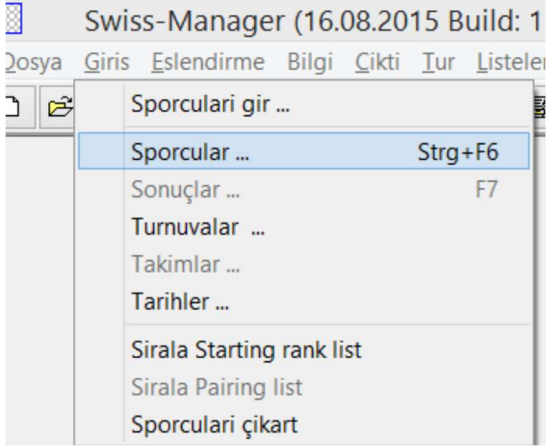 Swiss-Manager (16.08.2015 Build: 1
Dosya Giris Eslendirme Bilgi Cikti Tur Listeler
Sporculari gir ...
Sporcular ... Strg+F6
Sonuçlar ... F7
Turnuvalar ...
Takimlar ...
Tarihler ...
Sirala Starting rank list
Sirala Pairing list
Sporculari çikart